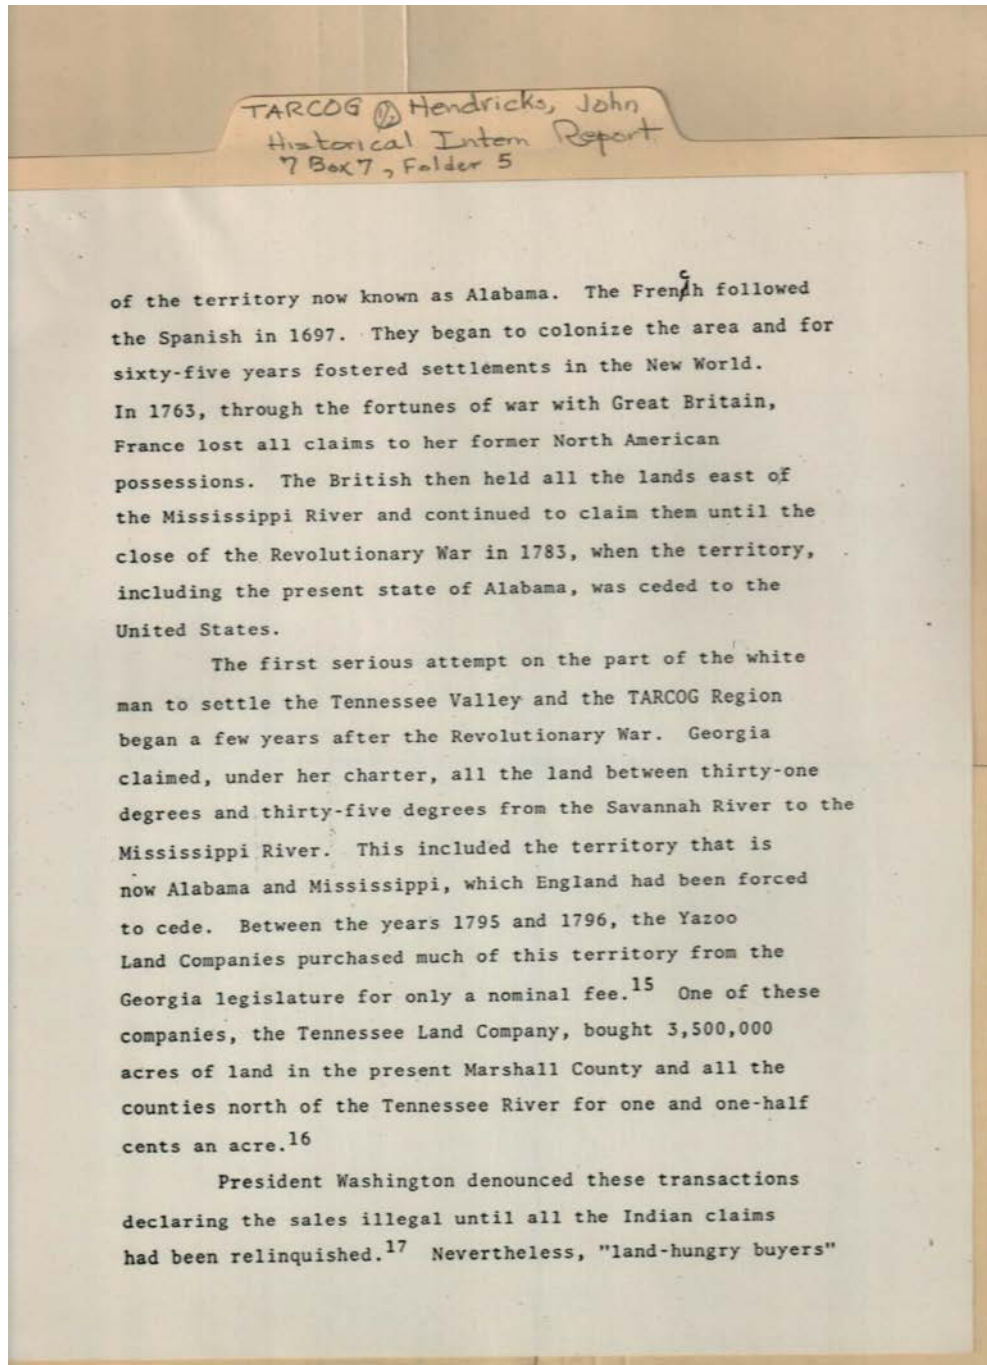 TARCOG ½ Hendricks, John
Historical Intern Report
7 Box 7, Folder 5
of the territory now known as Alabama. The French followed
the Spanish in 1697. They began to colonize the area and for
sixty-five years fostered settlements in the New World.
In 1763, through the fortunes of war with Great Britain,
France lost all claims to her former North American
possessions. The British then held all the lands east of
the Mississippi River and continued to claim them until the
close of the Revolutionary War in 1783, when the territory,
including the present state of Alabama, was ceded to the
United States.
The first serious attempt on the part of the white
man to settle the Tennessee Valley and the TARCOG Region
began a few years after the Revolutionary War. Georgia
claimed, under her charter, all the land between thirty-one
degrees and thirty-five degrees from the Savannah River to the
Mississippi River. This included the territory that is
now Alabama and Mississippi, which England had been forced
to cede. Between the years 1795 and 1796, the Yazoo
Land Companies purchased much of this territory from the
Georgia legislature for only a nominal fee.15 One of these
companies, the Tennessee Land Company, bought 3,500,000
acres of land in the present Marshall County and all the
counties north of the Tennessee River for one and one-half
cents an acre.16
President Washington denounced these transactions
declaring the sales illegal until all the Indian claims
had been relinquished.17 Nevertheless, "land-hungry buyers"